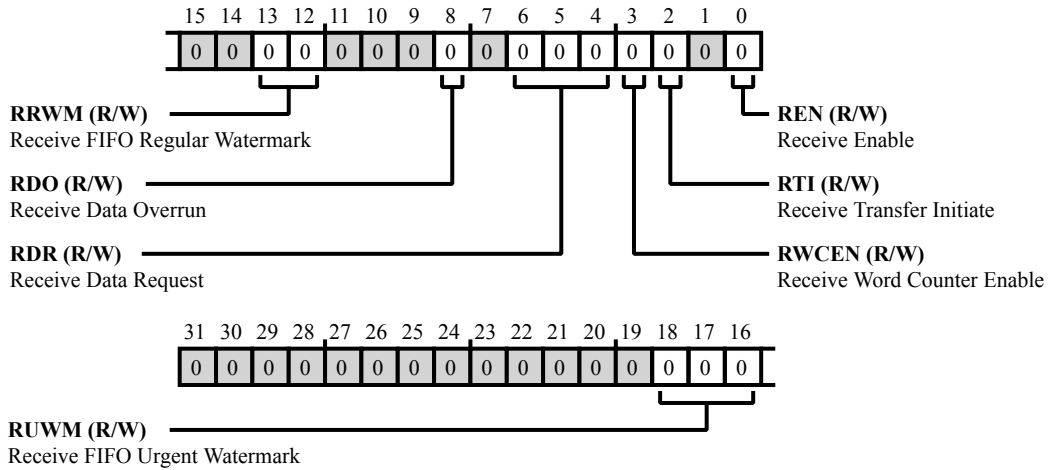 15 14 13 12 11 10 9 8 7 6 5 4 3 2 1 0
0 0 0 0 0 0 0 0 0 0 0 0 0 0 0 0
RRWM (R/W)
Receive FIFO Regular Watermark
RDO (R/W)
Receive Data Overrun
RDR (R/W)
Receive Data Request
REN (R/W)
Receive Enable
RTI (R/W)
Receive Transfer Initiate
RWCEN (R/W)
Receive Word Counter Enable
31 30 29 28 27 26 25 24 23 22 21 20 19 18 17 16
0 0 0 0 0 0 0 0 0 0 0 0 0 0 0 0
RUWM (R/W)
Receive FIFO Urgent Watermark